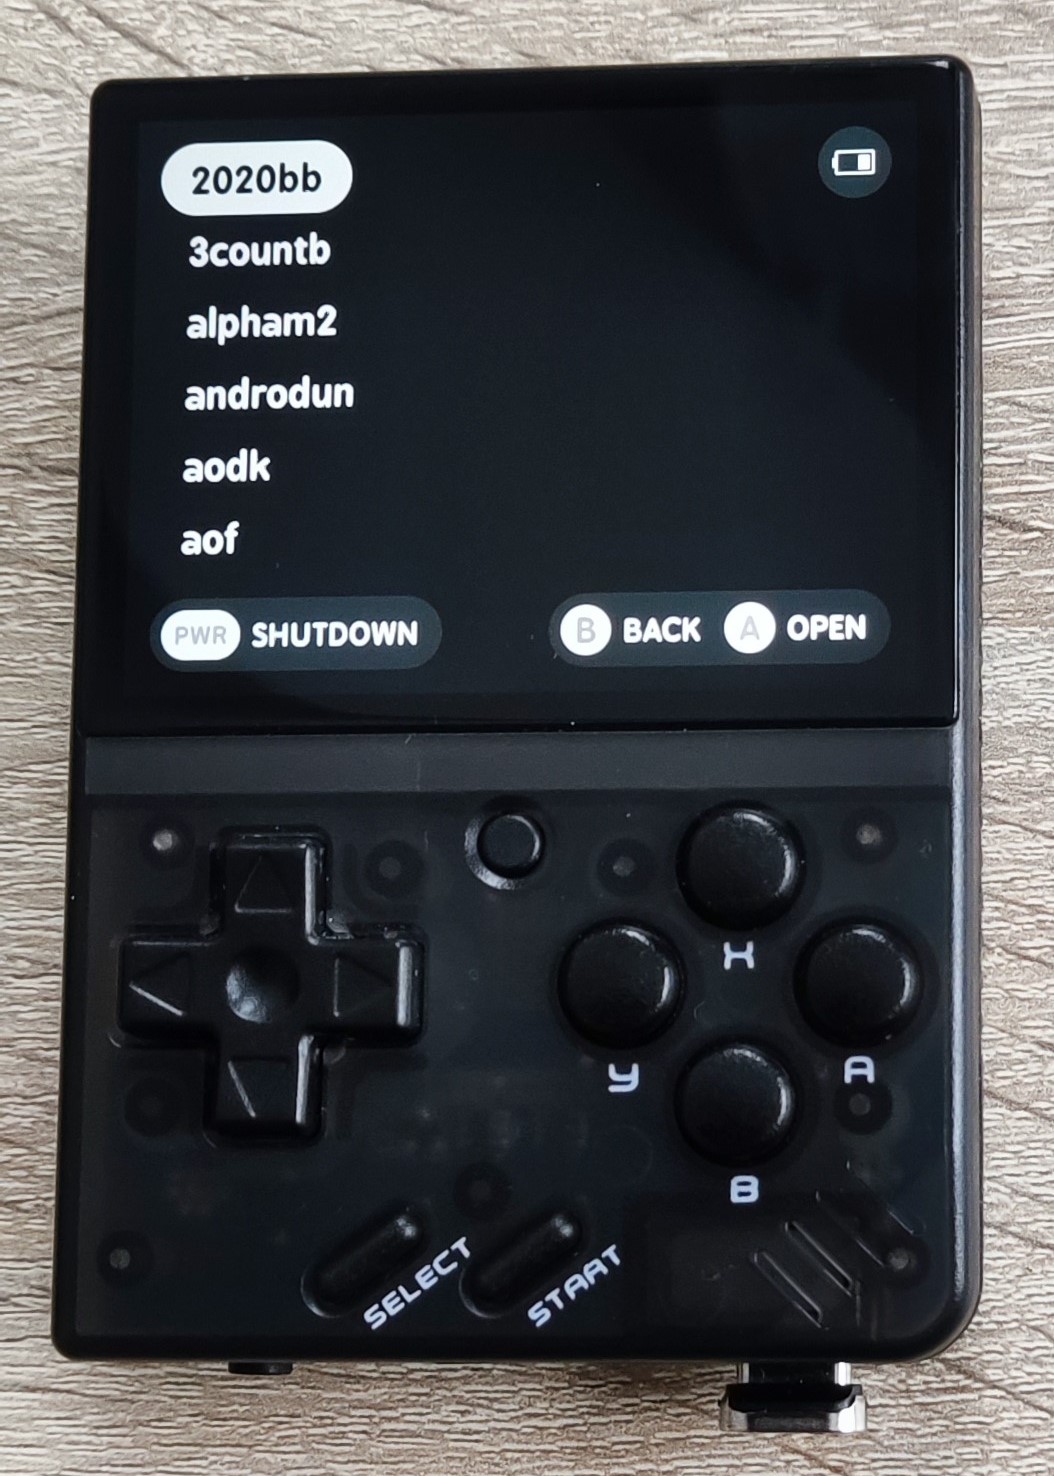 2020bb
3countb
alpham2
androdun
aodk
aof
PWR SHUTDOWN B BACK A OPEN
X
Y A
B
SELECT START